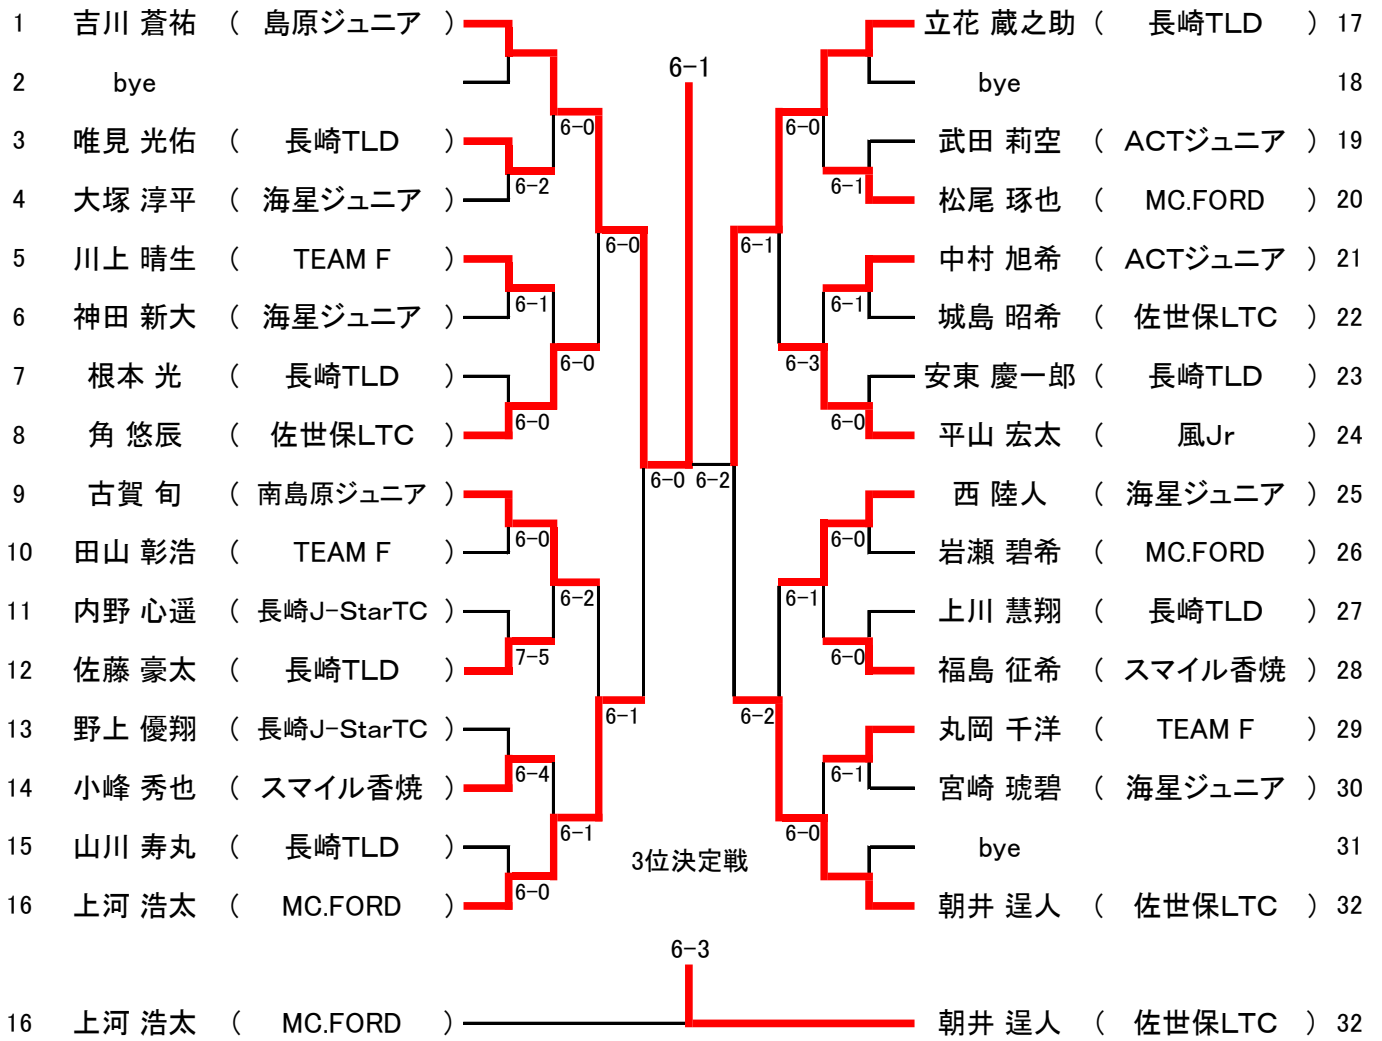 1 吉川 蒼祐 ( 島原ジュニア )
2 bye
3 唯見 光佑 ( 長崎TLD )
4 大塚 淳平 ( 海星ジュニア )
5 川上 晴生 ( TEAM F )
6 神田 新大 ( 海星ジュニア )
7 根本 光 ( 長崎TLD )
8 角 悠辰 ( 佐世保LTC )
9 古賀 旬 ( 南島原ジュニア )
10 田山 彰浩 ( TEAM F )
11 内野 心遥 ( 長崎J-StarTC )
12 佐藤 豪太 ( 長崎TLD )
13 野上 優翔 ( 長崎J-StarTC )
14 小峰 秀也 ( スマイル香焼 )
15 山川 寿丸 ( 長崎TLD )
16 上河 浩太 ( MC.FORD )
6-2
6-1
6-0
6-0
7-5
6-4
6-0
6-0
6-0
6-2
6-1
6-0
6-1
6-0
6-1
6-2
6-1
6-2
6-0
6-3
6-1
6-0
6-1
6-1
6-0
6-0
6-0
6-1
立花 蔵之助 ( 長崎TLD ) 17
bye 18
武田 莉空 ( ACTジュニア ) 19
松尾 琢也 ( MC.FORD ) 20
中村 旭希 ( ACTジュニア ) 21
城島 昭希 ( 佐世保LTC ) 22
安東 慶一郎 ( 長崎TLD ) 23
平山 宏太 ( 風Jr ) 24
西 陸人 ( 海星ジュニア ) 25
岩瀬 碧希 ( MC.FORD ) 26
上川 慧翔 ( 長崎TLD ) 27
福島 征希 ( スマイル香焼 ) 28
丸岡 千洋 ( TEAM F ) 29
宮崎 琥碧 ( 海星ジュニア ) 30
bye 31
朝井 逞人 ( 佐世保LTC ) 32
3位決定戦
6-3
16 上河 浩太 ( MC.FORD )
朝井 逞人 ( 佐世保LTC ) 32